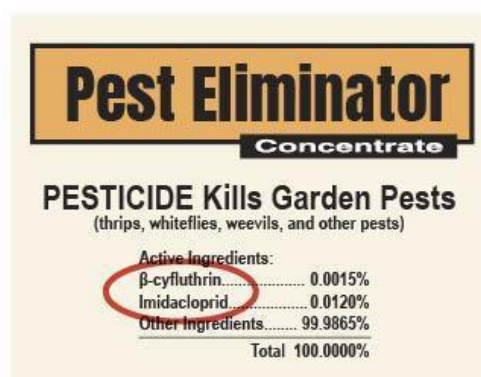 Pest Eliminator
Concentrate
PESTICIDE Kills Garden Pests
(thrips, whiteflies, weevils, and other pests)
Active Ingredients:
β-cyfluthrin.................... 0.0015%
Imidacloprid................... 0.0120%
Other Ingredients........ 99.9865%
Total 100.0000%